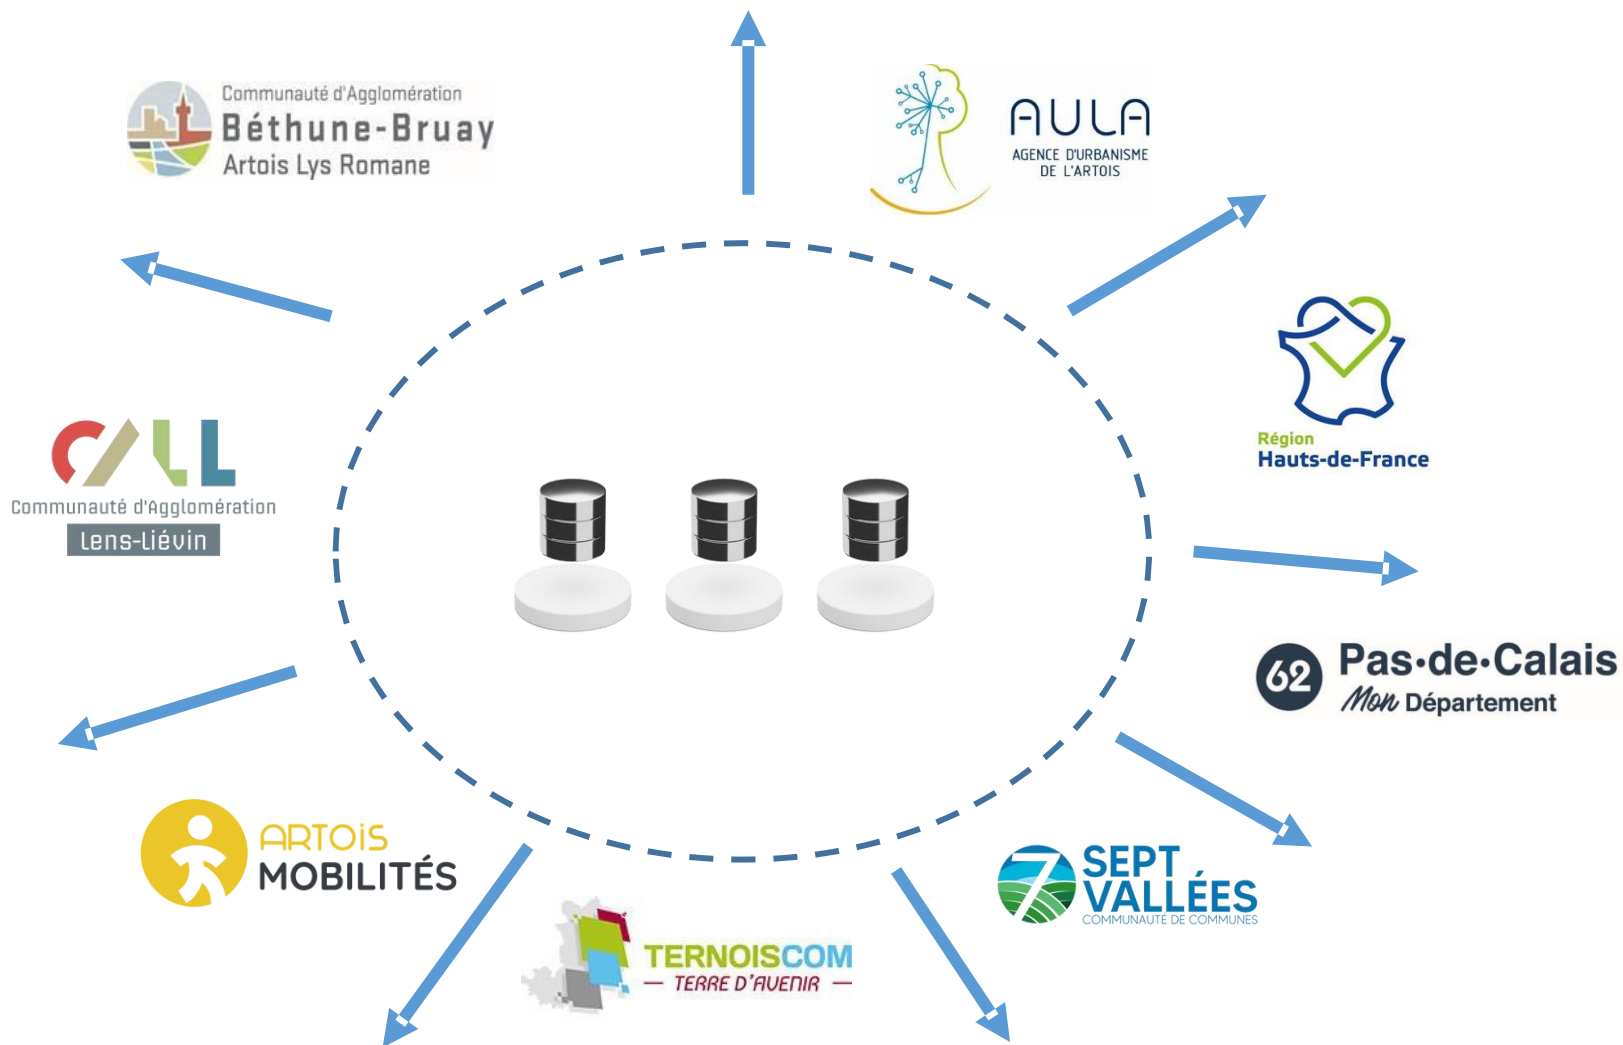 Communauté d'Agglomération
Béthune-Bruay
Artois Lys Romane
AULA
AGENCE D'URBANISME
DE L'ARTOIS
Région
Hauts-de-France
CALL
Communauté d'Agglomération
Lens-Liévin
62 Pas•de•Calais
Mon Département
ARTOiS
MOBILITÉS
7 SEPT
VALLÉES
COMMUNAUTÉ DE COMMUNES
TERNOISCOM
— TERRE D'AVENIR —